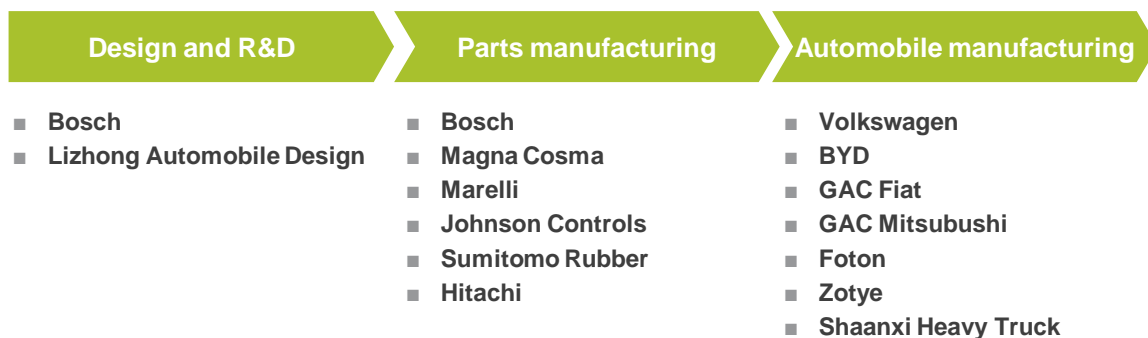 Design and R&D
Parts manufacturing
Automobile manufacturing
■ Bosch
■ Lizhong Automobile Design
■ Bosch
■ Magna Cosma
■ Marelli
■ Johnson Controls
■ Sumitomo Rubber
■ Hitachi
■ Volkswagen
■ BYD
■ GAC Fiat
■ GAC Mitsubushi
■ Foton
■ Zotye
■ Shaanxi Heavy Truck